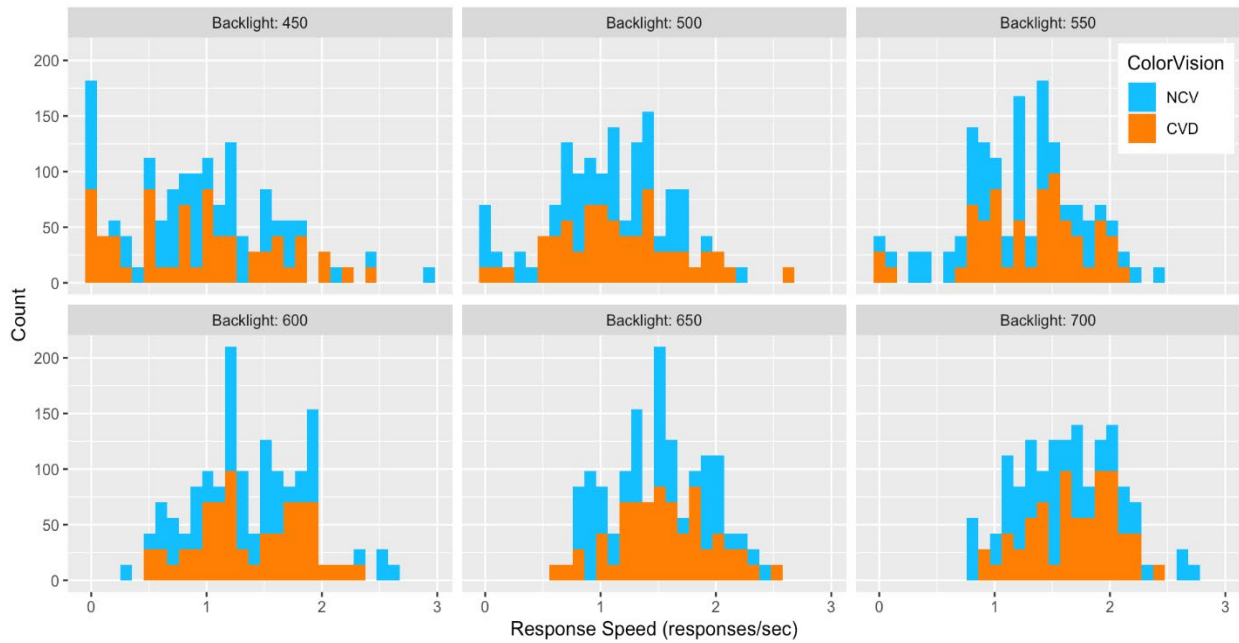 Backlight: 450
Backlight: 500
Backlight: 550
ColorVision
NCV
CVD
200
150
100
50
0
Backlight: 600
Backlight: 650
Backlight: 700
200
150
100
50
0
Count
0 1 2 3 0 1 2 3 0 1 2 3
Response Speed (responses/sec)